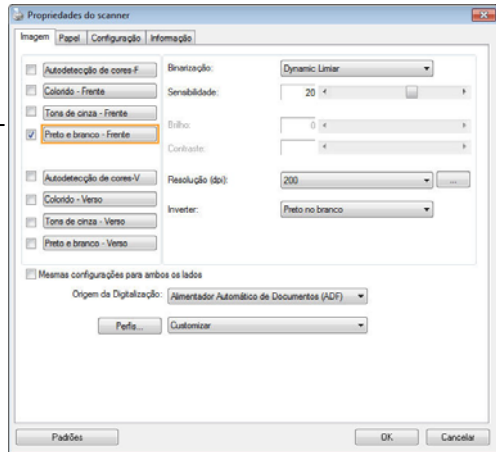 Propriedades do scanner
Imagem Papel Configuração Informação
Autodetecção de cores-F
Colorido - Frente
Tons de cinza - Frente
Preto e branco - Frente
Autodetecção de cores-V
Colorido - Verso
Tons de cinza - Verso
Preto e branco - Verso
Binarização: Dynamic Limiar
Sensibilidade: 20
Brilho: 0
Contraste:
Resolução (dpi): 200 ...
Inverter: Preto no branco
Mesmas configurações para ambos os lados
Origem da Digitalização: Alimentador Automático de Documentos (ADF)
Perfis... Customizar
Padrões OK Cancelar